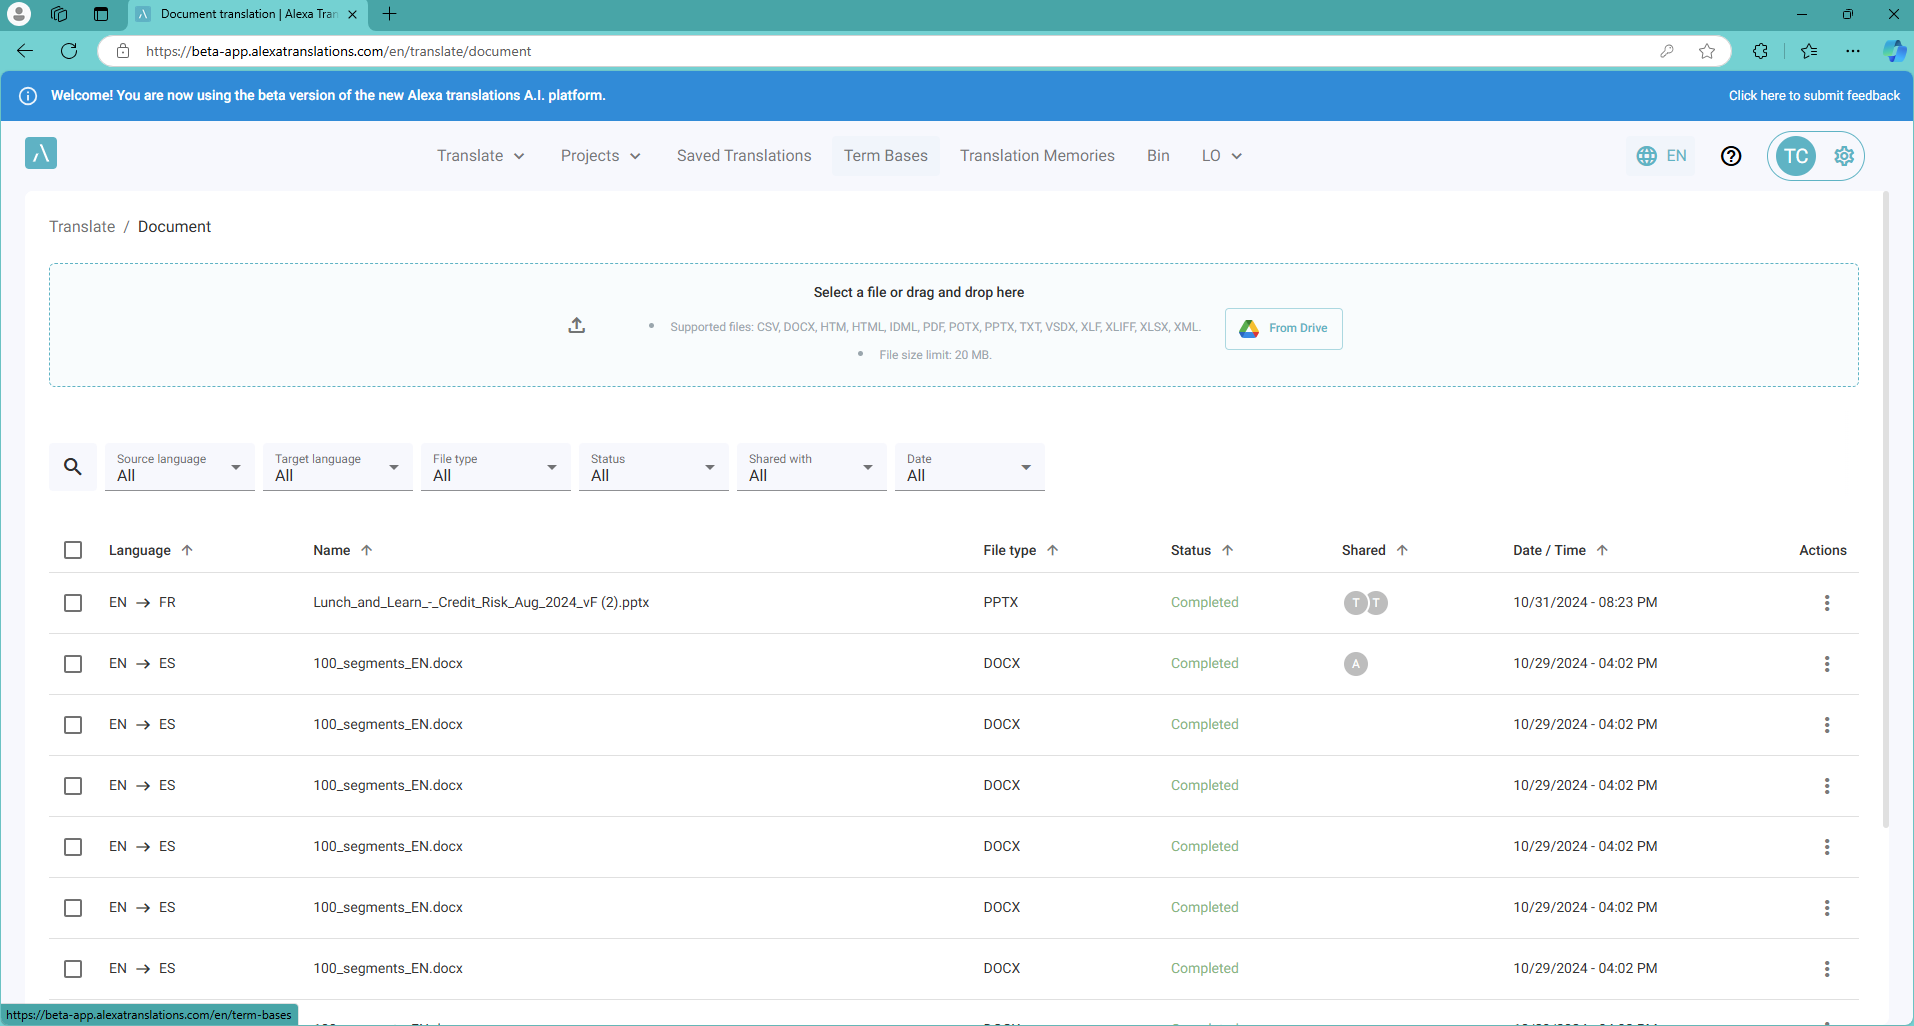 Document translation | Alexa Tran
https://beta-app.alexatranslations.com/en/translate/document
Welcome! You are now using the beta version of the new Alexa translations A.I. platform.
Click here to submit feedback
Translate
Projects
Saved Translations
Term Bases
Translation Memories
Bin
LO
EN
TC
Translate / Document
Select a file or drag and drop here
Supported files: CSV, DOCX, HTM, HTML, IDML, PDF, POTX, PPTX, TXT, VSDX, XLF, XLIFF, XLSX, XML.
File size limit: 20 MB.
From Drive
Source language
All
Target language
All
File type
All
Status
All
Shared with
All
Date
All
Language Name File type Status Shared Date / Time Actions
EN → FR Lunch_and_Learn_-_Credit_Risk_Aug_2024_vF (2).pptx PPTX Completed T T 10/31/2024 - 08:23 PM
EN → ES 100_segments_EN.docx DOCX Completed A 10/29/2024 - 04:02 PM
EN → ES 100_segments_EN.docx DOCX Completed 10/29/2024 - 04:02 PM
EN → ES 100_segments_EN.docx DOCX Completed 10/29/2024 - 04:02 PM
EN → ES 100_segments_EN.docx DOCX Completed 10/29/2024 - 04:02 PM
EN → ES 100_segments_EN.docx DOCX Completed 10/29/2024 - 04:02 PM
EN → ES 100_segments_EN.docx DOCX Completed 10/29/2024 - 04:02 PM
https://beta-app.alexatranslations.com/en/term-bases